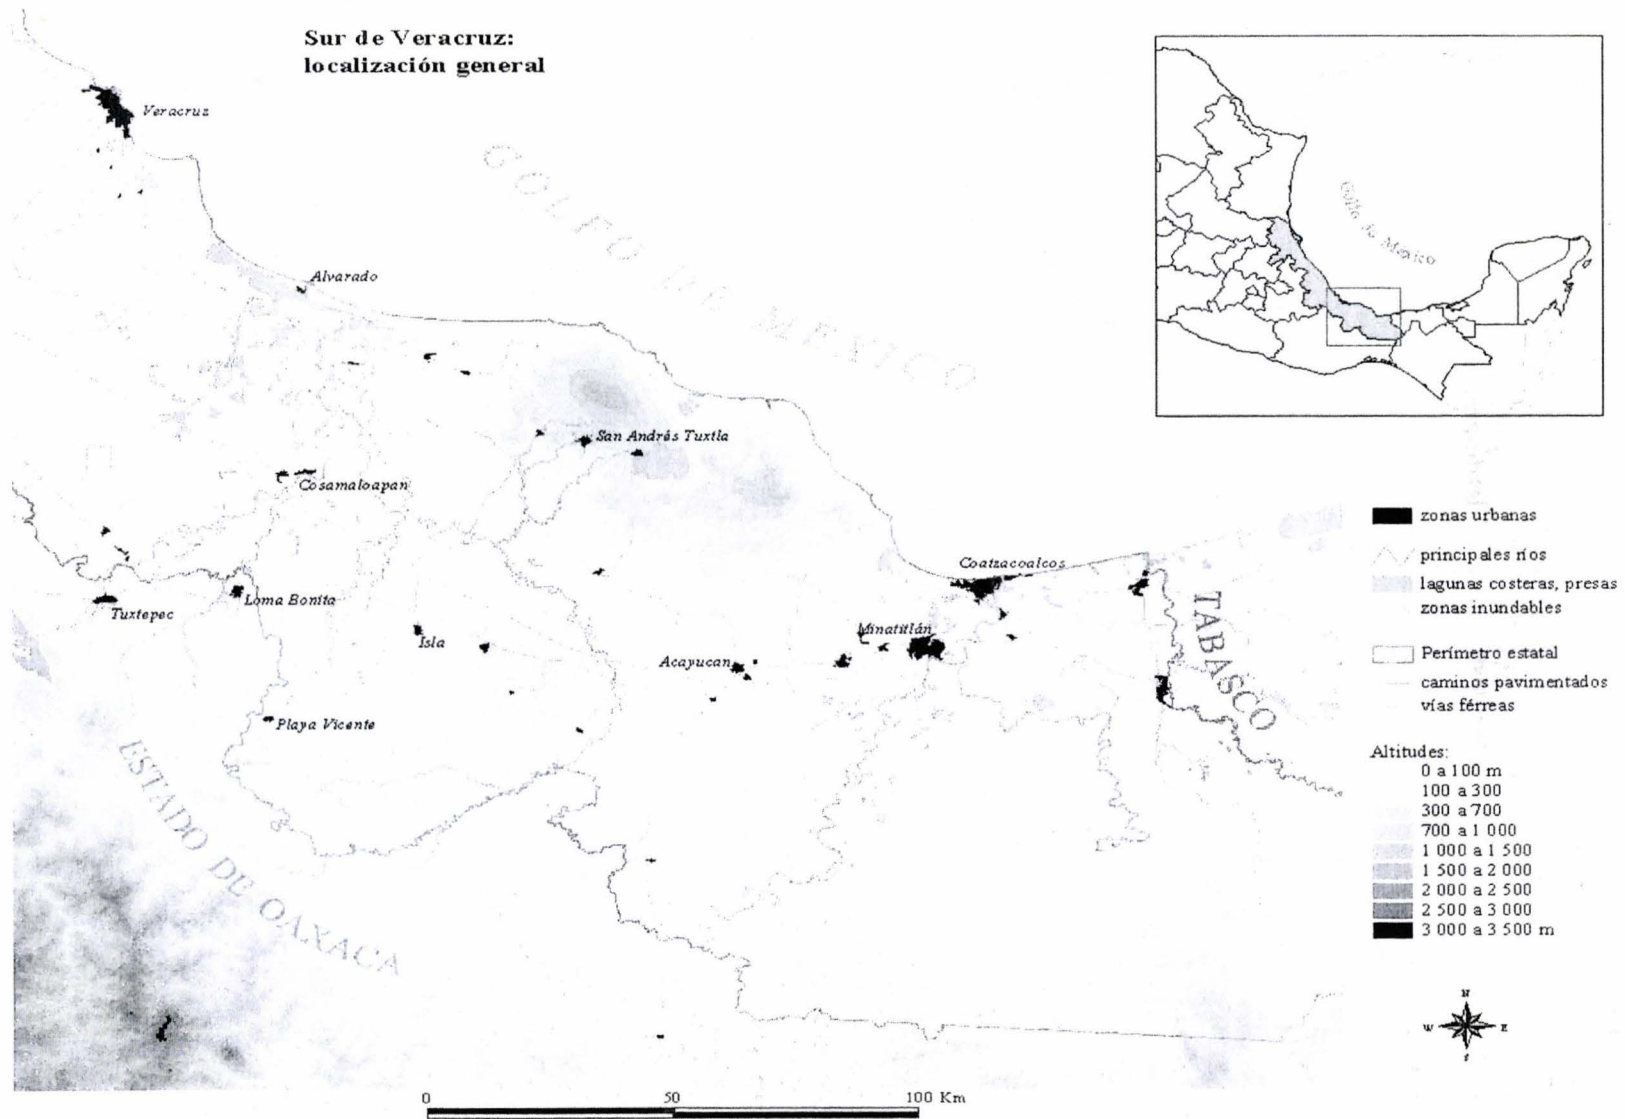 Sur de Veracruz:
localización general
Veracruz
GOLFO DE MEXICO
Golfo de Mexico
Alvarado
San Andrés Tuxtla
Cosamaloapan
Coatzacoalcos
Tuxtepec
Loma Bonita
Isla
Minatitlán
Acayucan
Playa Vicente
TABASCO
ESTADO DE OAXACA
zonas urbanas
principales ríos
lagunas costeras, presas
zonas inundables
Perímetro estatal
caminos pavimentados
vías férreas
Altitudes:
0 a 100 m
100 a 300
300 a 700
700 a 1 000
1 000 a 1 500
1 500 a 2 000
2 000 a 2 500
2 500 a 3 000
3 000 a 3 500 m
N
W E
S
0 50 100 Km